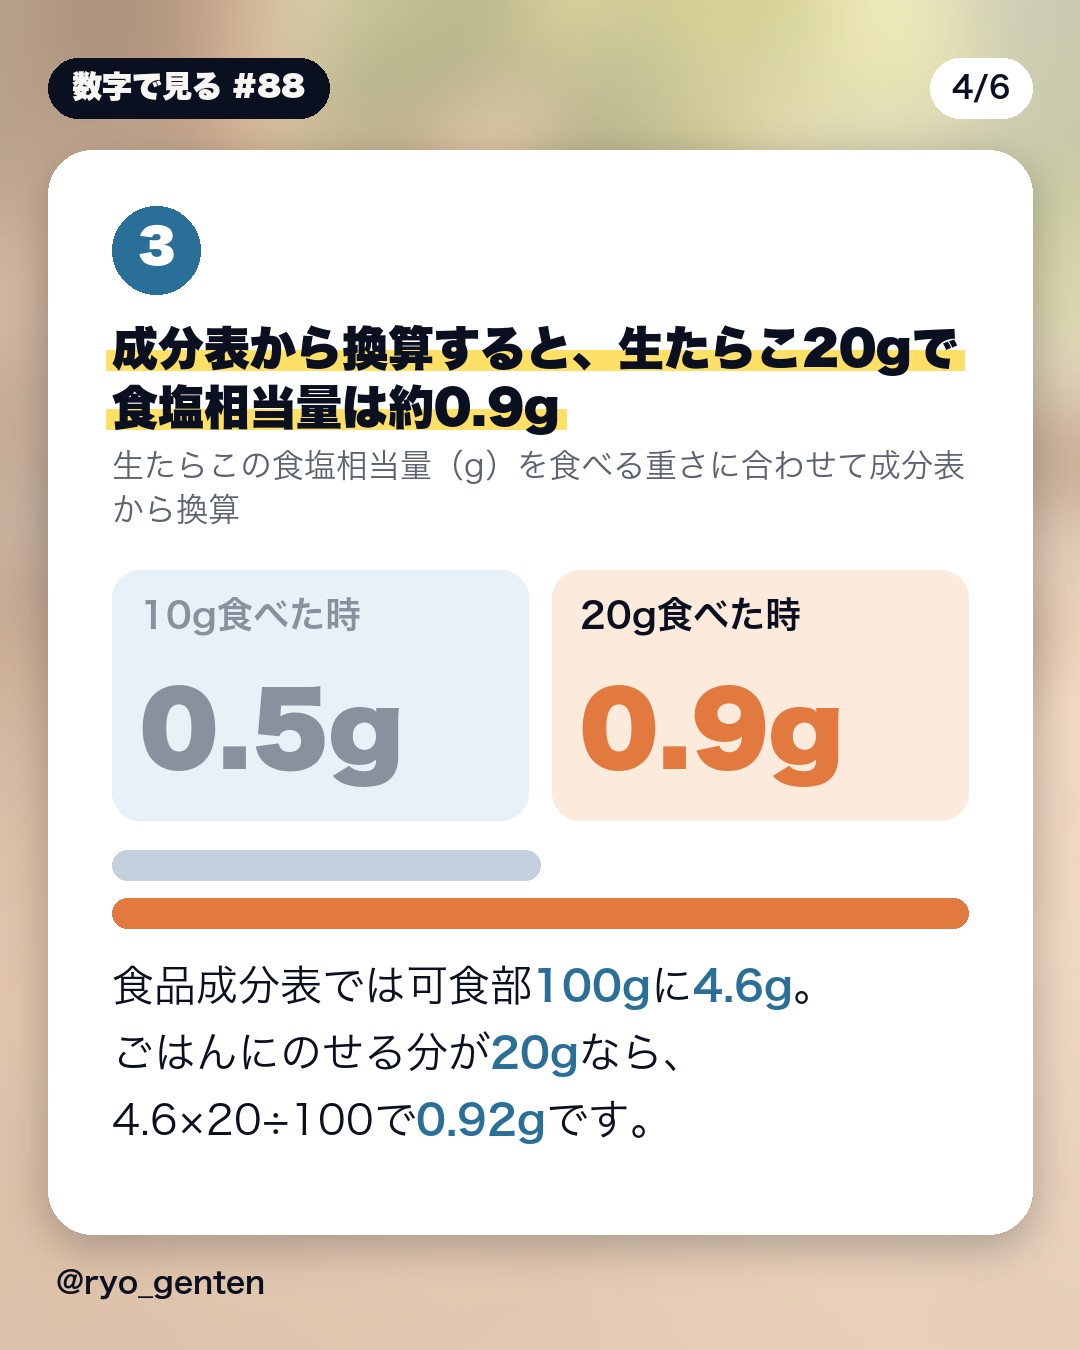 数字で見る #88
4/6
3
成分表から換算すると、生たらこ20gで
食塩相当量は約0.9g
生たらこの食塩相当量（g）を食べる重さに合わせて成分表
から換算
10g食べた時
0.5g
20g食べた時
0.9g
食品成分表では可食部100gに4.6g。
ごはんにのせる分が20gなら、
4.6×20÷100で0.92gです。
@ryo_genten